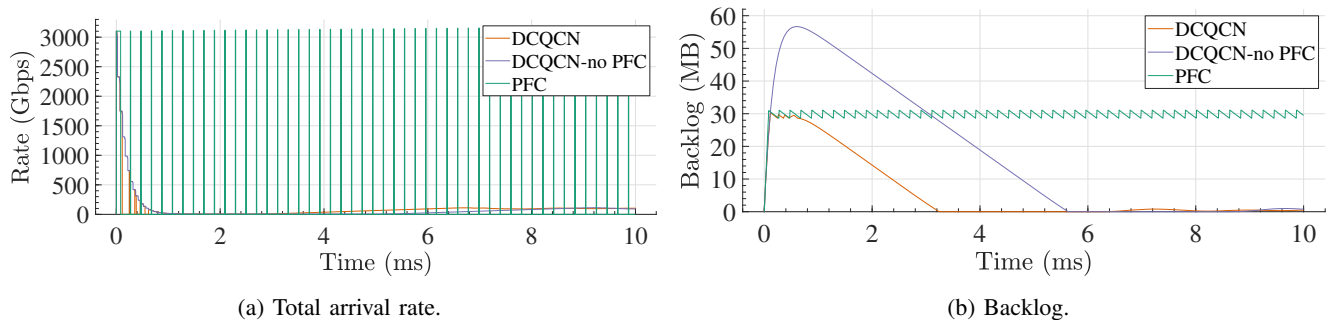 3000
2500
2000
1500
1000
500
0
Rate (Gbps)
DCQCN
DCQCN-no PFC
PFC
0 2 4 6 8 10
Time (ms)
(a) Total arrival rate.
60
50
40
30
20
10
0
Backlog (MB)
DCQCN
DCQCN-no PFC
PFC
0 2 4 6 8 10
Time (ms)
(b) Backlog.